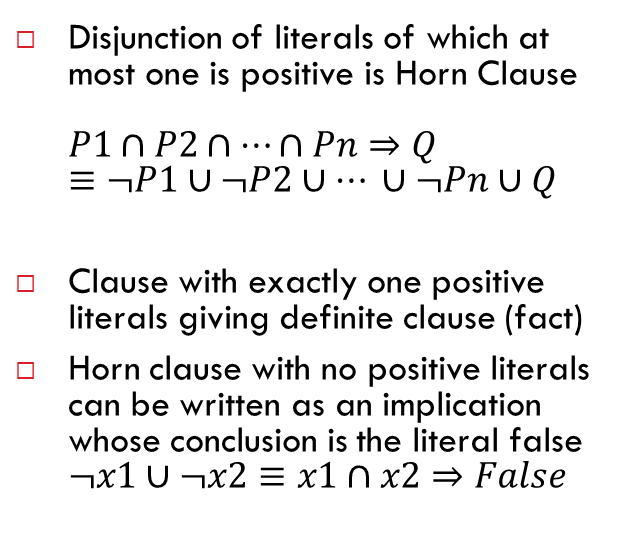 Disjunction of literals of which at
most one is positive is Horn Clause
P1 ∩ P2 ∩ ⋯ ∩ Pn ⇒ Q
≡ ¬P1 ∪ ¬P2 ∪ ⋯ ∪ ¬Pn ∪ Q
Clause with exactly one positive
literals giving definite clause (fact)
Horn clause with no positive literals
can be written as an implication
whose conclusion is the literal false
¬x1 ∪ ¬x2 ≡ x1 ∩ x2 ⇒ False